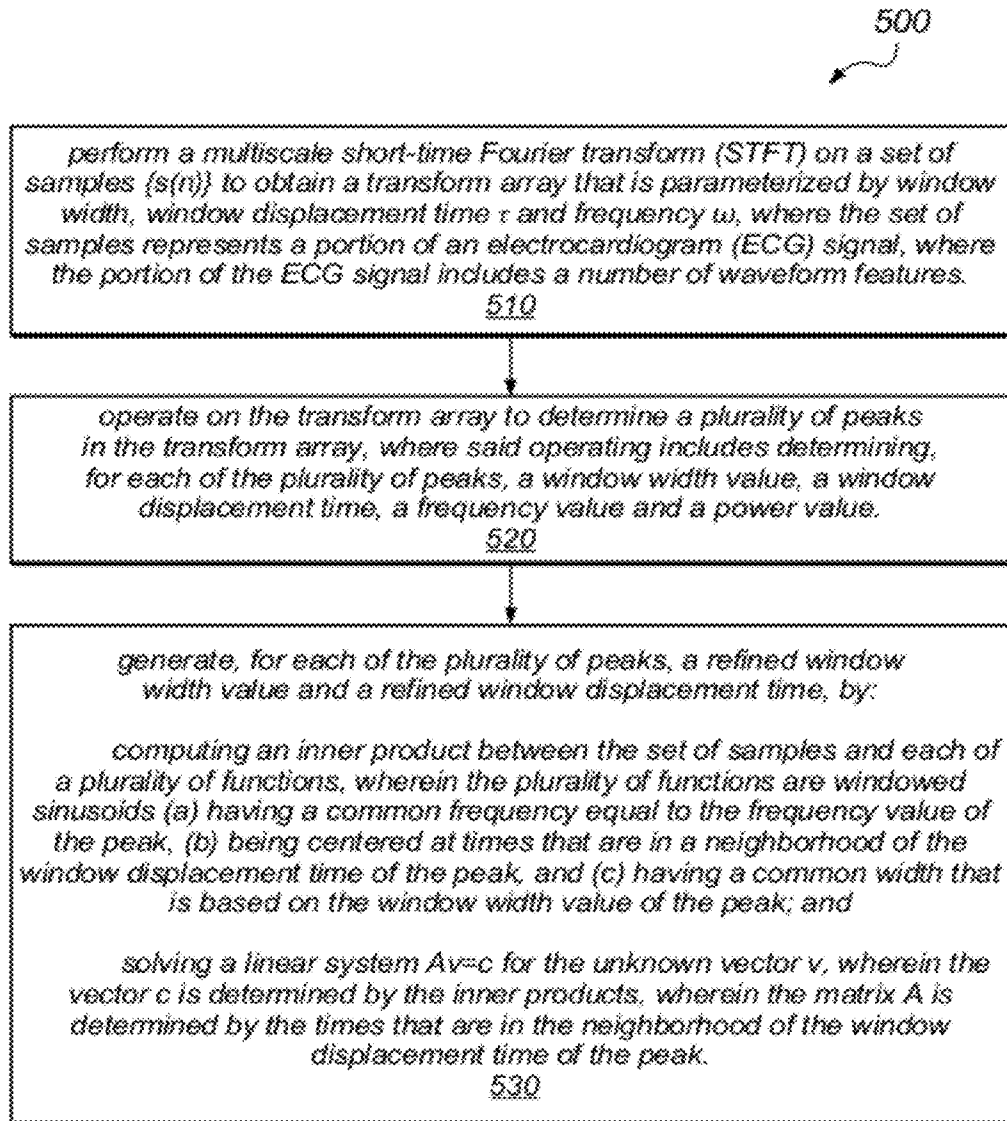 500
perform a multiscale short-time Fourier transform (STFT) on a set of
samples {s(n)} to obtain a transform array that is parameterized by window
width, window displacement time τ and frequency ω, where the set of
samples represents a portion of an electrocardiogram (ECG) signal, where
the portion of the ECG signal includes a number of waveform features.
510
operate on the transform array to determine a plurality of peaks
in the transform array, where said operating includes determining,
for each of the plurality of peaks, a window width value, a window
displacement time, a frequency value and a power value.
520
generate, for each of the plurality of peaks, a refined window
width value and a refined window displacement time, by:
computing an inner product between the set of samples and each of
a plurality of functions, wherein the plurality of functions are windowed
sinusoids (a) having a common frequency equal to the frequency value of
the peak, (b) being centered at times that are in a neighborhood of the
window displacement time of the peak, and (c) having a common width that
is based on the window width value of the peak; and
solving a linear system Av=c for the unknown vector v, wherein the
vector c is determined by the inner products, wherein the matrix A is
determined by the times that are in the neighborhood of the window
displacement time of the peak.
530